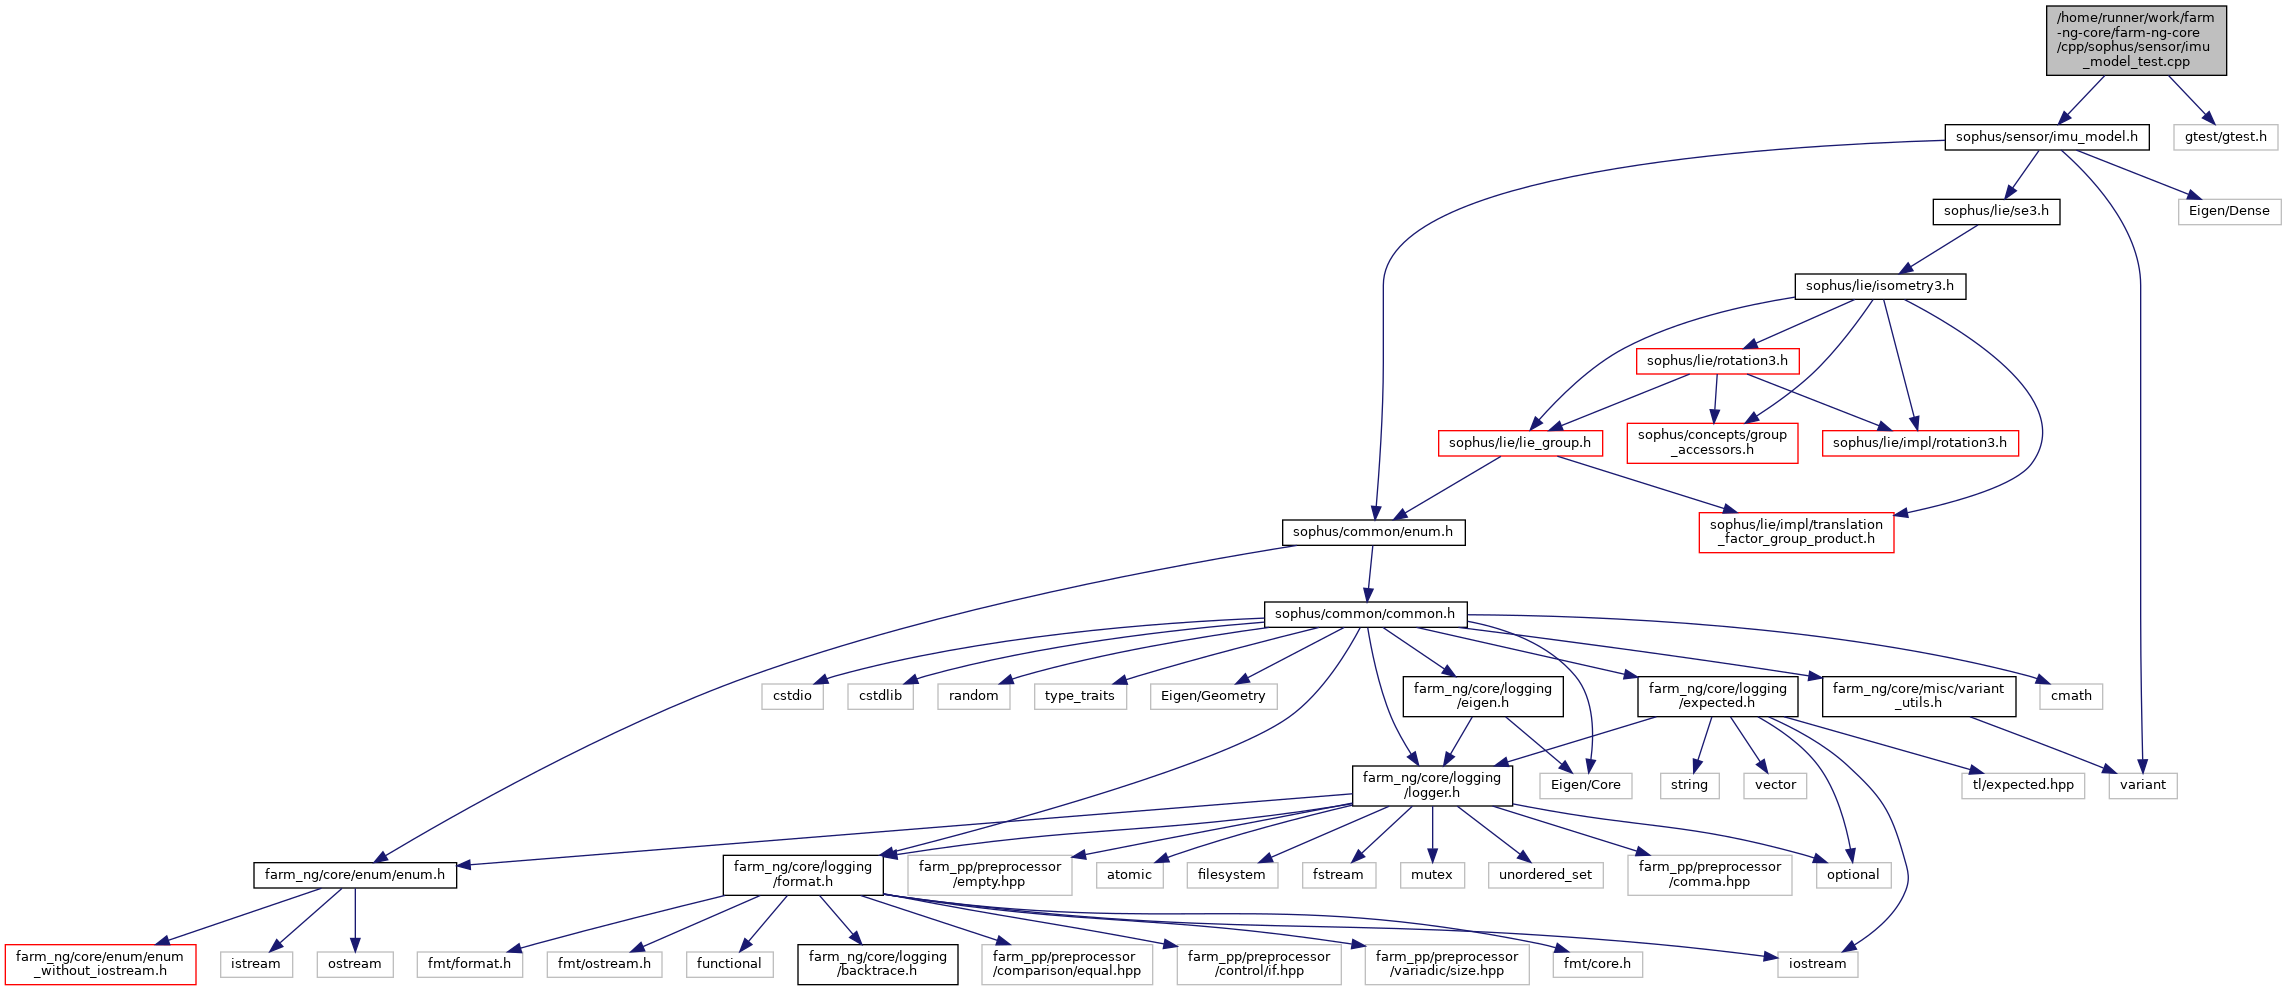 /home/runner/work/farm
-ng-core/farm-ng-core
/cpp/sophus/sensor/imu
_model_test.cpp
sophus/sensor/imu_model.h
gtest/gtest.h
sophus/lie/se3.h
Eigen/Dense
sophus/lie/isometry3.h
sophus/lie/rotation3.h
sophus/lie/lie_group.h
sophus/concepts/group
_accessors.h
sophus/lie/impl/rotation3.h
sophus/common/enum.h
sophus/lie/impl/translation
_factor_group_product.h
sophus/common/common.h
cstdio
cstdlib
random
type_traits
Eigen/Geometry
farm_ng/core/logging
/eigen.h
farm_ng/core/logging
/expected.h
farm_ng/core/misc/variant
_utils.h
cmath
farm_ng/core/logging
/logger.h
Eigen/Core
string
vector
tl/expected.hpp
variant
farm_ng/core/enum/enum.h
farm_ng/core/logging
/format.h
farm_pp/preprocessor
/empty.hpp
atomic
filesystem
fstream
mutex
unordered_set
farm_pp/preprocessor
/comma.hpp
optional
farm_ng/core/enum/enum
_without_iostream.h
istream
ostream
fmt/format.h
fmt/ostream.h
functional
farm_ng/core/logging
/backtrace.h
farm_pp/preprocessor
/comparison/equal.hpp
farm_pp/preprocessor
/control/if.hpp
farm_pp/preprocessor
/variadic/size.hpp
fmt/core.h
iostream